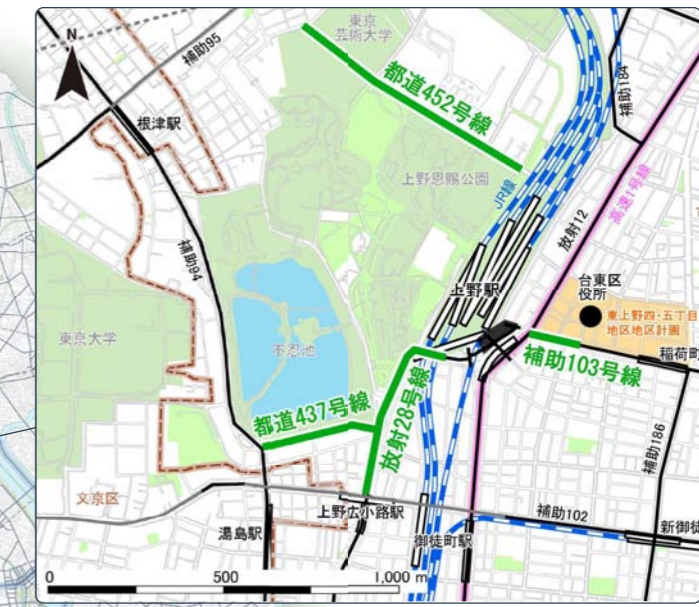 N
補助95
東京
芸術大学
都道452号線
補助184
根津駅
上野恩賜公園
JR線
高速1号線
放射12
補助94
上野駅
台東区
役所
東上野四・五丁目
地区地区計画
東京大学
不忍池
稲荷町
補助103号線
都道437号線
放射28号線
補助186
文京区
上野広小路駅
補助102
湯島駅
御徒町駅
新御徒
0 500 1,000 m